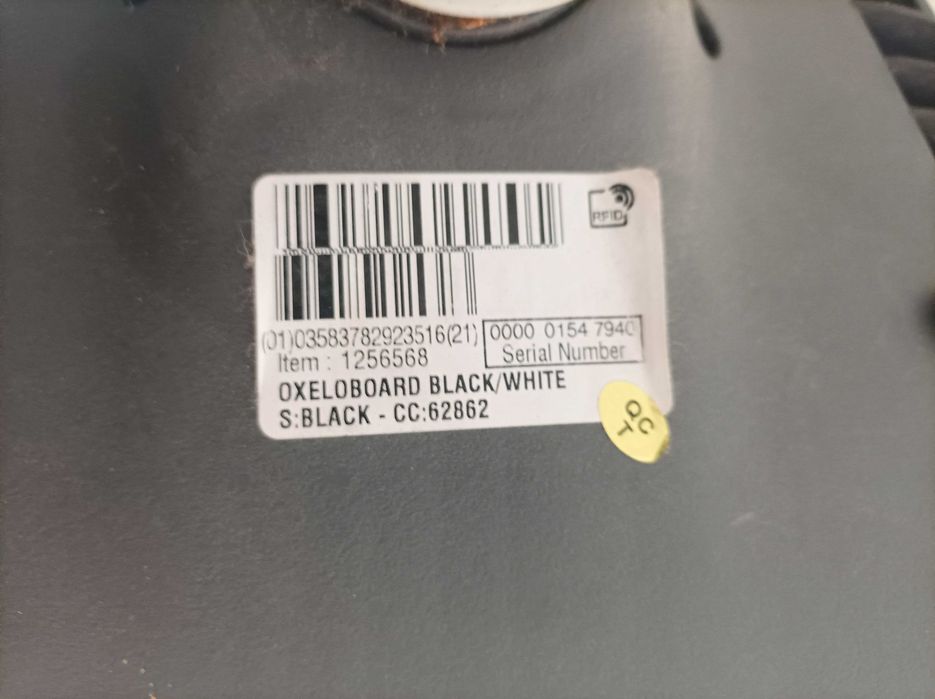 RFID
(01)03583782923516(21)
0000 0154 7940
Serial Number
Item : 1256568
OXELOBOARD BLACK/WHITE
S:BLACK - CC:62862
QC
T